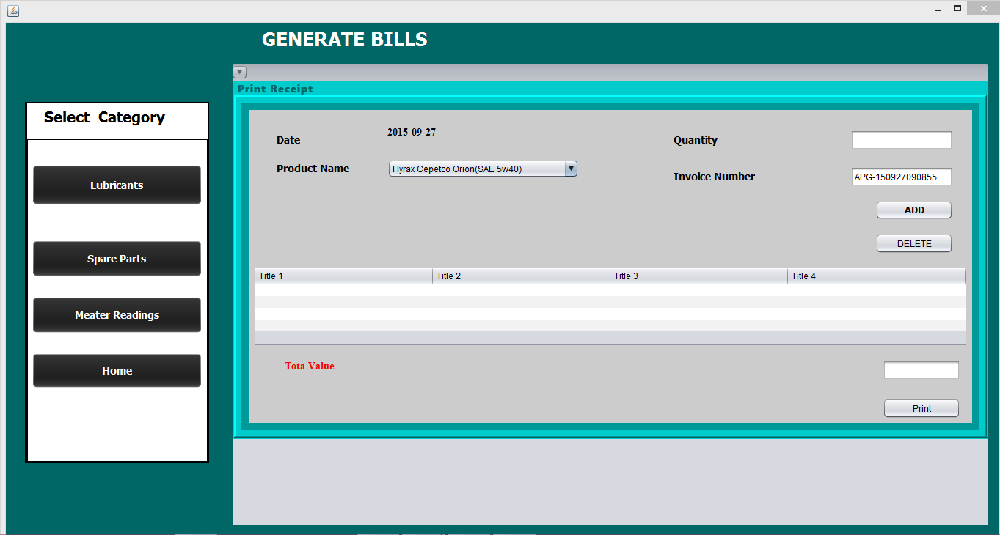 GENERATE BILLS
Print Receipt
Select Category
Lubricants
Spare Parts
Meater Readings
Home
Date
2015-09-27
Quantity
Product Name
Hyrax Cepetco Orion(SAE 5w40)
Invoice Number
APG-150927090855
ADD
DELETE
Title 1
Title 2
Title 3
Title 4
Tota Value
Print